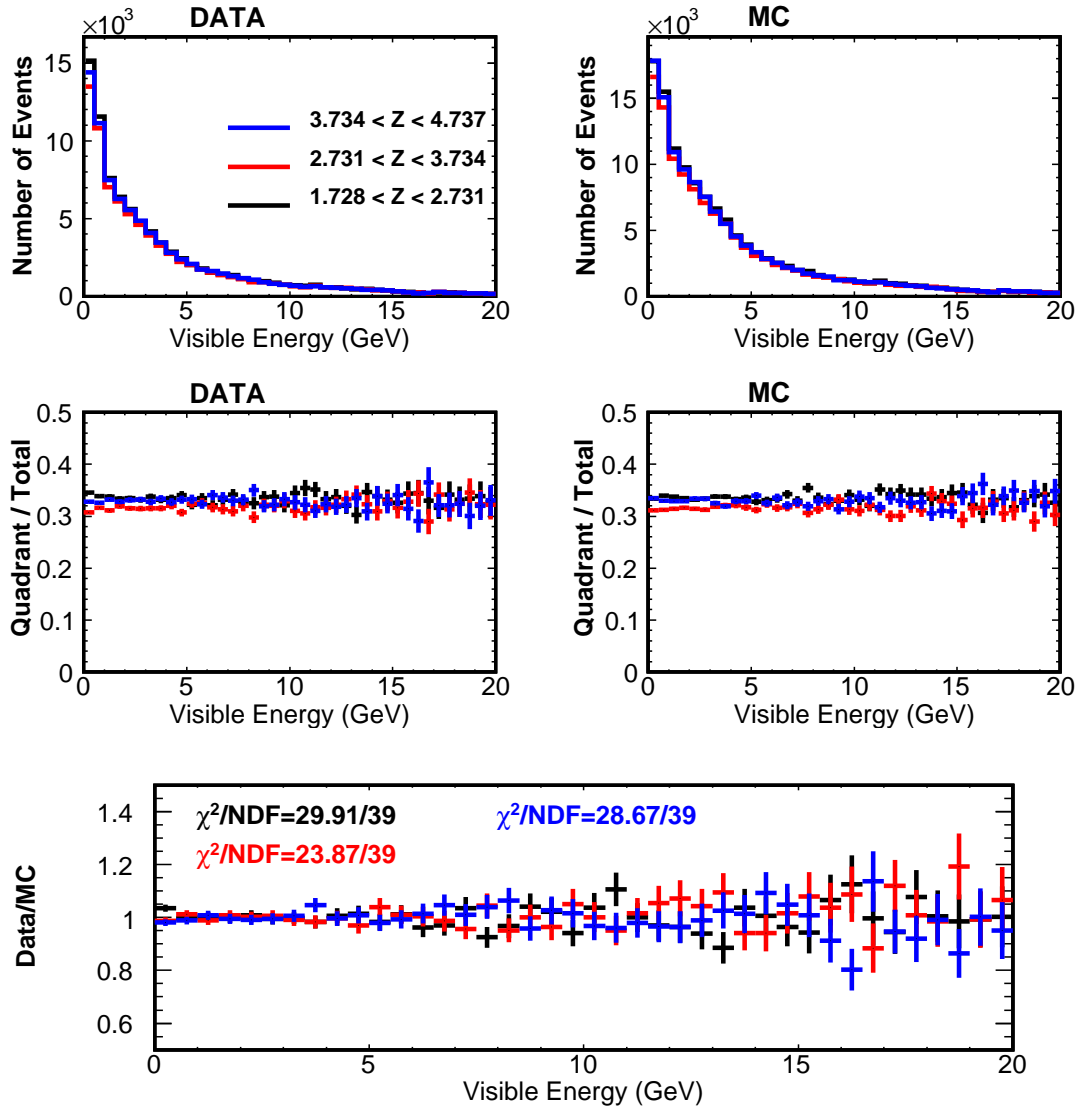 ×10³ DATA
15
10
5
0
Number of Events
3.734 < Z < 4.737
2.731 < Z < 3.734
1.728 < Z < 2.731
0 5 10 15 20
Visible Energy (GeV)
×10³ MC
15
10
5
0
Number of Events
0 5 10 15 20
Visible Energy (GeV)
DATA
0.5
0.4
0.3
0.2
0.1
0
Quadrant / Total
0 5 10 15 20
Visible Energy (GeV)
MC
0.5
0.4
0.3
0.2
0.1
0
Quadrant / Total
0 5 10 15 20
Visible Energy (GeV)
χ²/NDF=29.91/39 χ²/NDF=28.67/39
χ²/NDF=23.87/39
1.4
1.2
1
0.8
0.6
Data/MC
0 5 10 15 20
Visible Energy (GeV)